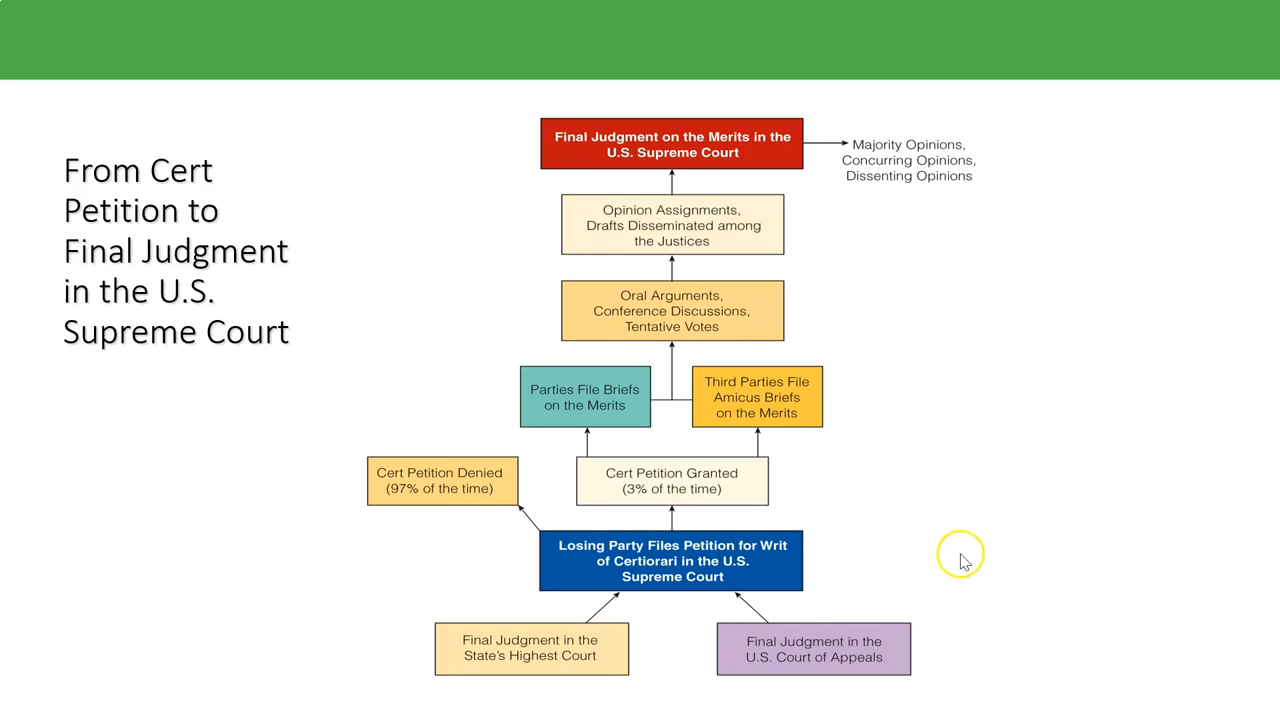 From Cert
Petition to
Final Judgment
in the U.S.
Supreme Court
Final Judgment on the Merits in the
U.S. Supreme Court
Majority Opinions,
Concurring Opinions,
Dissenting Opinions
Opinion Assignments,
Drafts Disseminated among
the Justices
Oral Arguments,
Conference Discussions,
Tentative Votes
Parties File Briefs
on the Merits
Third Parties File
Amicus Briefs
on the Merits
Cert Petition Denied
(97% of the time)
Cert Petition Granted
(3% of the time)
Losing Party Files Petition for Writ
of Certiorari in the U.S.
Supreme Court
Final Judgment in the
State's Highest Court
Final Judgment in the
U.S. Court of Appeals